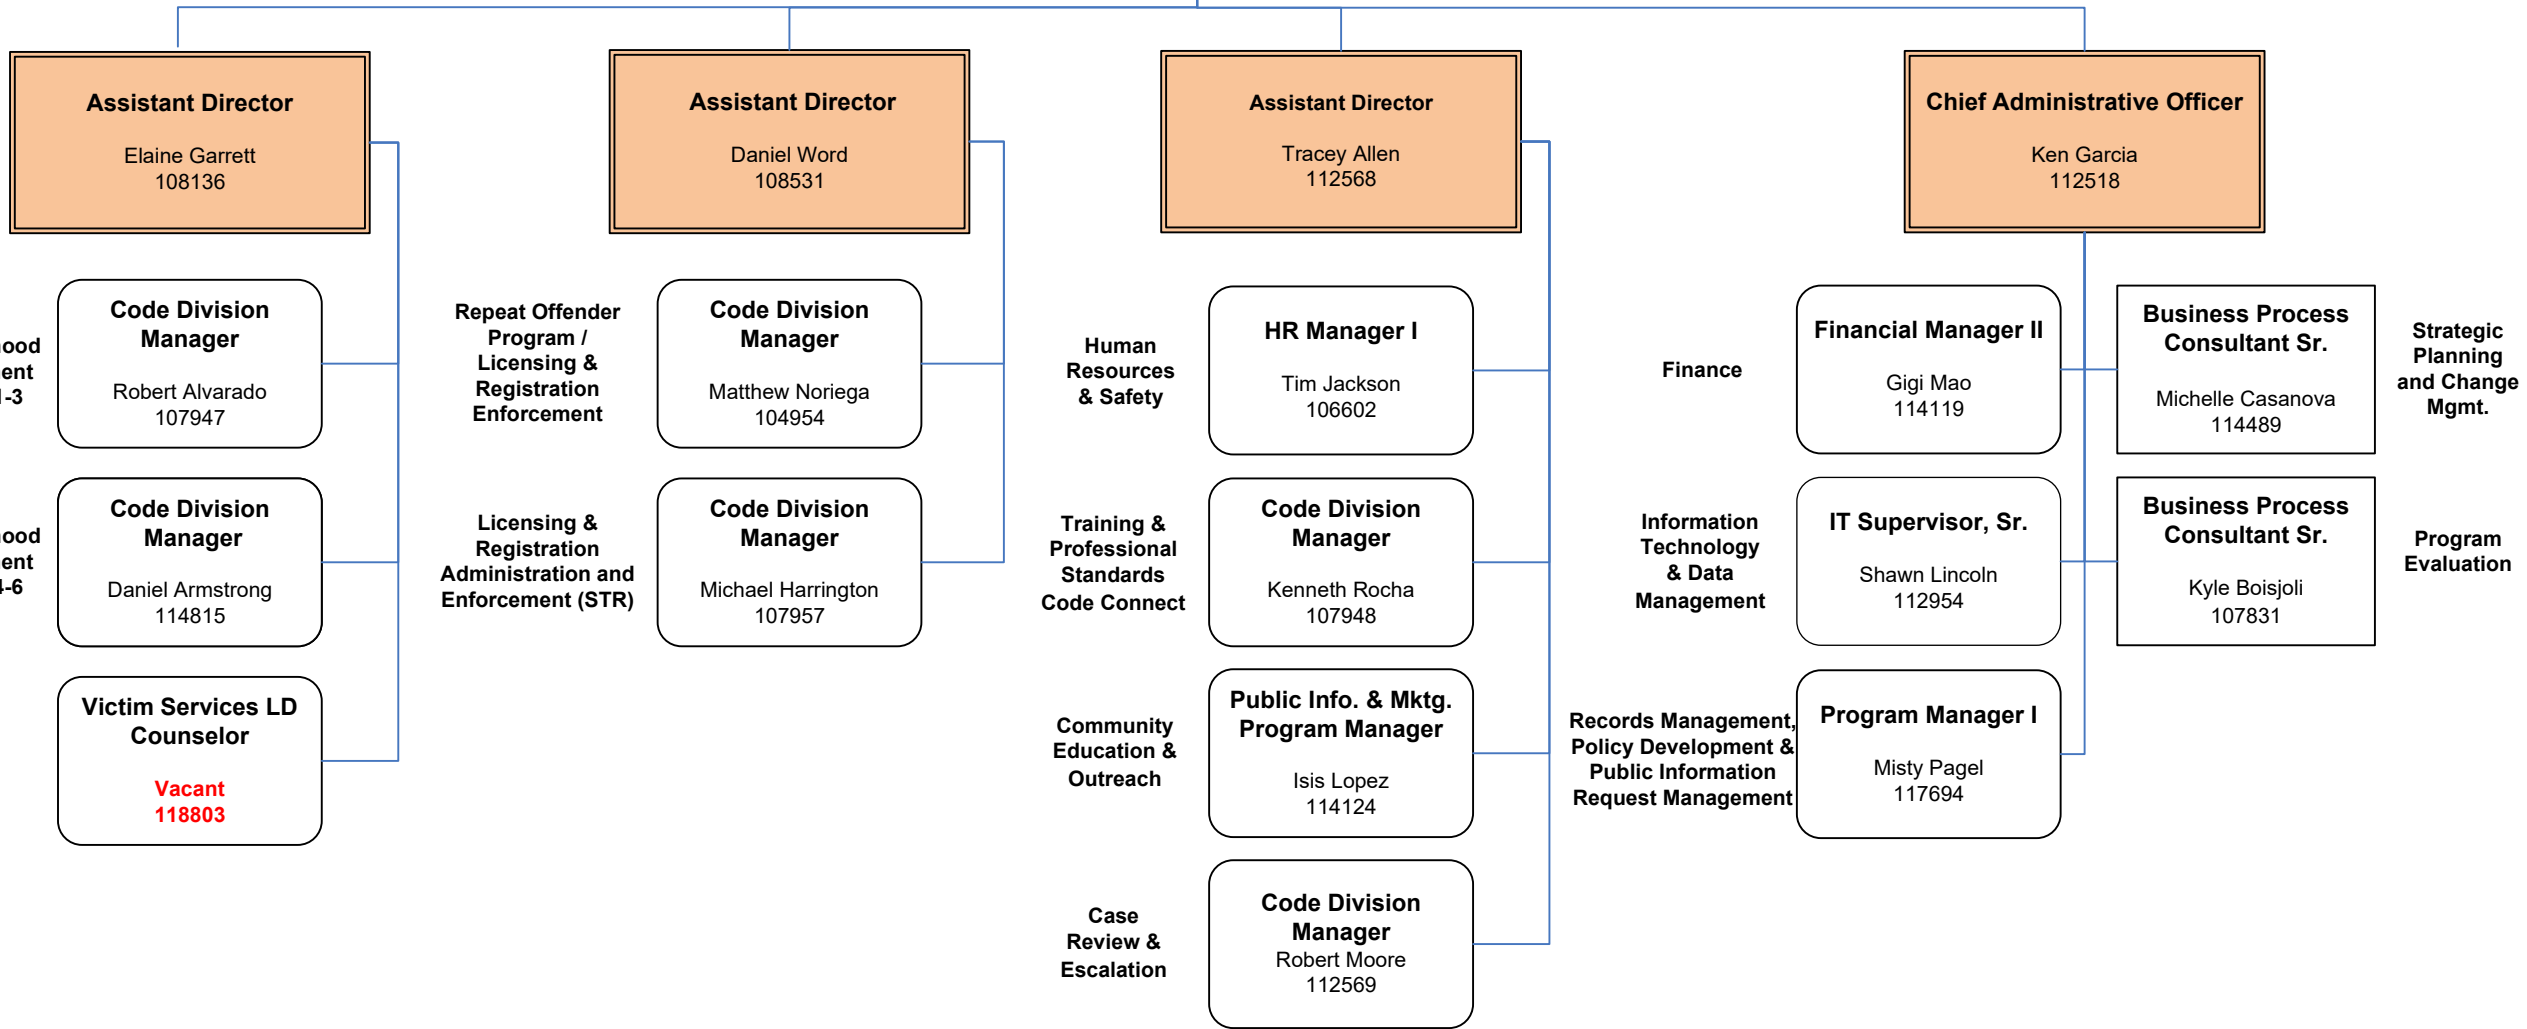 Assistant Director
Elaine Garrett
108136
Assistant Director
Daniel Word
108531
Assistant Director
Tracey Allen
112568
Chief Administrative Officer
Ken Garcia
112518
1-3
Code Division
Manager
Robert Alvarado
107947
4-6
Code Division
Manager
Daniel Armstrong
114815
Victim Services LD
Counselor
Vacant
118803
Repeat Offender
Program /
Licensing &
Registration
Enforcement
Code Division
Manager
Matthew Noriega
104954
Licensing &
Registration
Administration and
Enforcement (STR)
Code Division
Manager
Michael Harrington
107957
Human
Resources
& Safety
HR Manager I
Tim Jackson
106602
Training &
Professional
Standards
Code Connect
Code Division
Manager
Kenneth Rocha
107948
Community
Education &
Outreach
Public Info. & Mktg.
Program Manager
Isis Lopez
114124
Case
Review &
Escalation
Code Division
Manager
Robert Moore
112569
Finance
Financial Manager II
Gigi Mao
114119
Business Process
Consultant Sr.
Michelle Casanova
114489
Strategic
Planning
and Change
Mgmt.
Information
Technology
& Data
Management
IT Supervisor, Sr.
Shawn Lincoln
112954
Business Process
Consultant Sr.
Kyle Boisjoli
107831
Program
Evaluation
Records Management,
Policy Development &
Public Information
Request Management
Program Manager I
Misty Pagel
117694